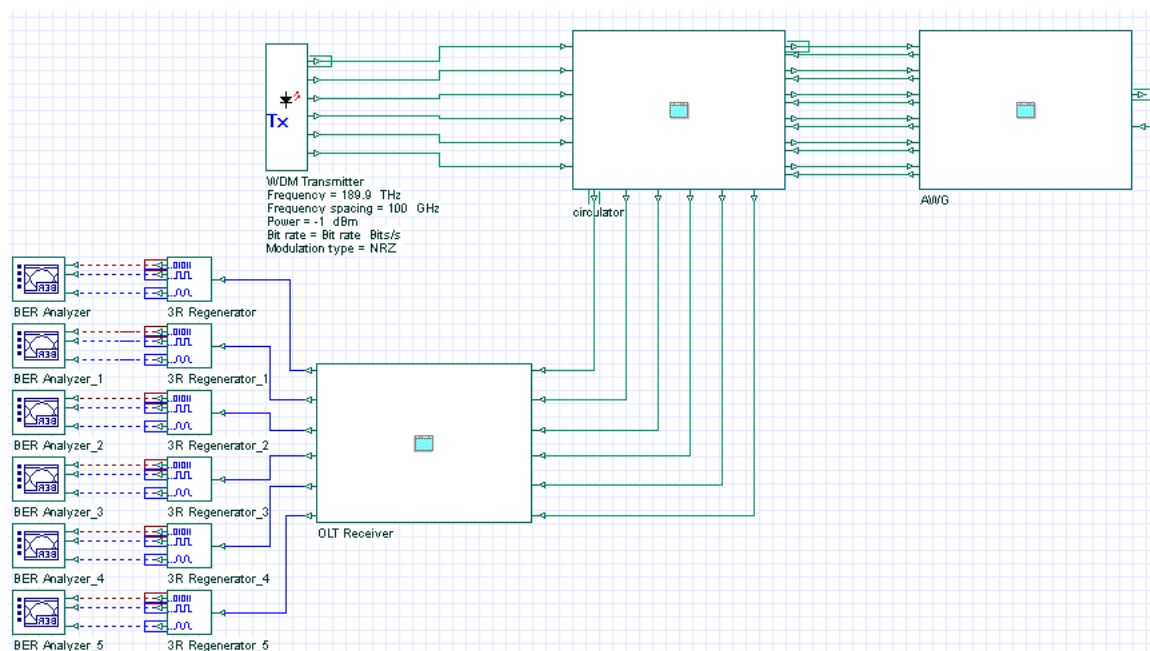 Tx
WDM Transmitter
Frequency = 189.9 THz
Frequency spacing = 100 GHz
Power = -1 dBm
Bit rate = Bit rate Bits/s
Modulation type = NRZ
circulator
AWG
BER Analyzer
3R Regenerator
BER Analyzer_1
3R Regenerator_1
BER Analyzer_2
3R Regenerator_2
BER Analyzer_3
3R Regenerator_3
OLT Receiver
BER Analyzer_4
3R Regenerator_4
BER Analyzer_5
3R Regenerator_5